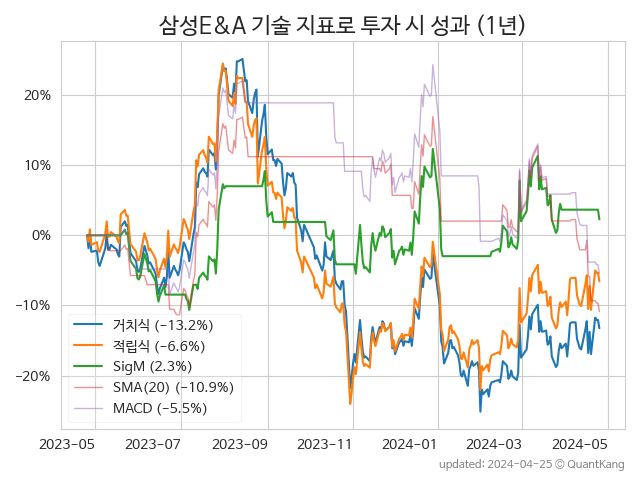 삼성E&A 기술 지표로 투자 시 성과 (1년)
20%
10%
0%
−10%
−20%
거치식 (−13.2%)
적립식 (−6.6%)
SigM (2.3%)
SMA(20) (−10.9%)
MACD (−5.5%)
2023-05 2023-07 2023-09 2023-11 2024-01 2024-03 2024-05
updated: 2024-04-25 © QuantKang